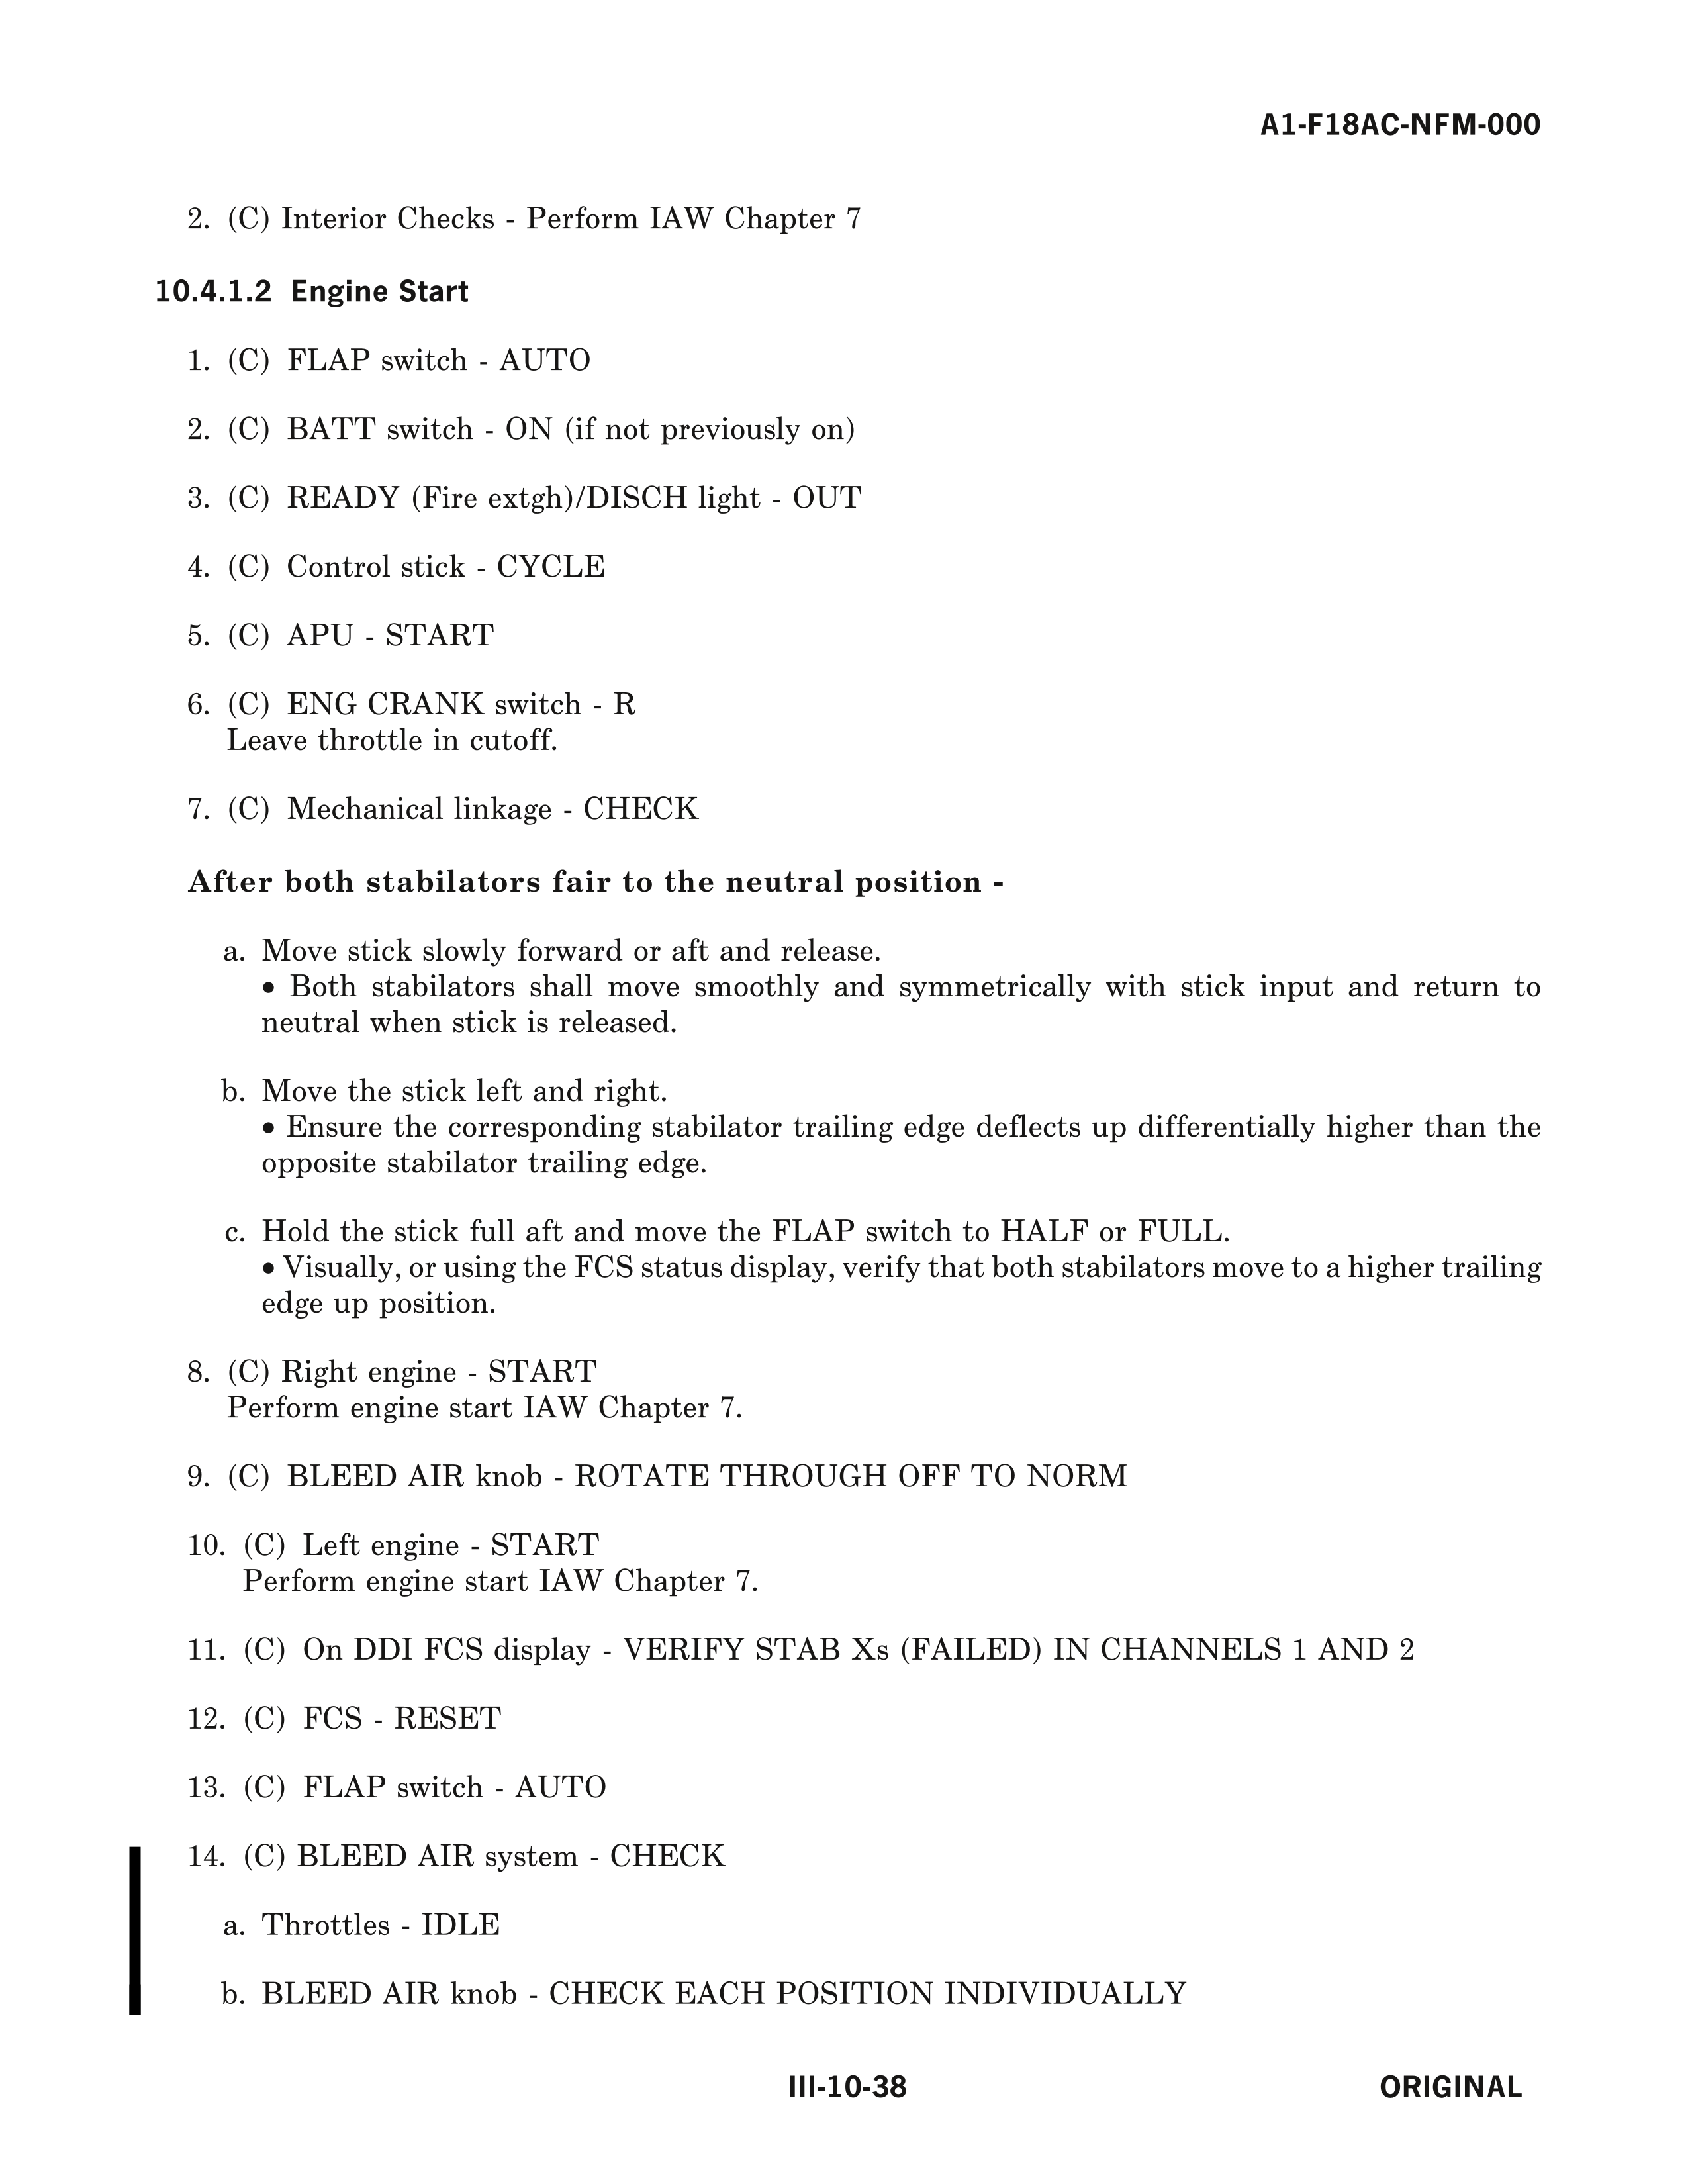 A1-F18AC-NFM-000
2. (C) Interior Checks - Perform IAW Chapter 7
10.4.1.2 Engine Start
1. (C) FLAP switch - AUTO
2. (C) BATT switch - ON (if not previously on)
3. (C) READY (Fire extgh)/DISCH light - OUT
4. (C) Control stick - CYCLE
5. (C) APU - START
6. (C) ENG CRANK switch - R
Leave throttle in cutoff.
7. (C) Mechanical linkage - CHECK
After both stabilators fair to the neutral position -
a. Move stick slowly forward or aft and release.
• Both stabilators shall move smoothly and symmetrically with stick input and return to
neutral when stick is released.
b. Move the stick left and right.
• Ensure the corresponding stabilator trailing edge deflects up differentially higher than the
opposite stabilator trailing edge.
c. Hold the stick full aft and move the FLAP switch to HALF or FULL.
• Visually, or using the FCS status display, verify that both stabilators move to a higher trailing
edge up position.
8. (C) Right engine - START
Perform engine start IAW Chapter 7.
9. (C) BLEED AIR knob - ROTATE THROUGH OFF TO NORM
10. (C) Left engine - START
Perform engine start IAW Chapter 7.
11. (C) On DDI FCS display - VERIFY STAB Xs (FAILED) IN CHANNELS 1 AND 2
12. (C) FCS - RESET
13. (C) FLAP switch - AUTO
14. (C) BLEED AIR system - CHECK
a. Throttles - IDLE
b. BLEED AIR knob - CHECK EACH POSITION INDIVIDUALLY
III-10-38
ORIGINAL